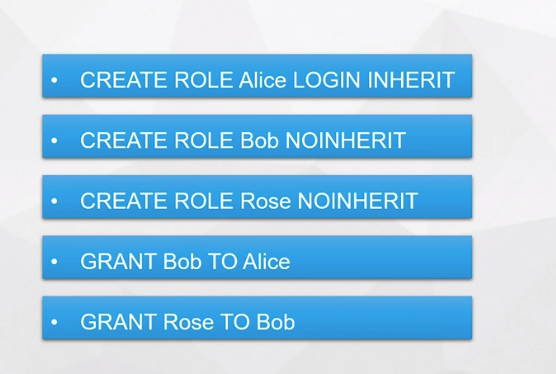 • CREATE ROLE Alice LOGIN INHERIT
• CREATE ROLE Bob NOINHERIT
• CREATE ROLE Rose NOINHERIT
• GRANT Bob TO Alice
• GRANT Rose TO Bob